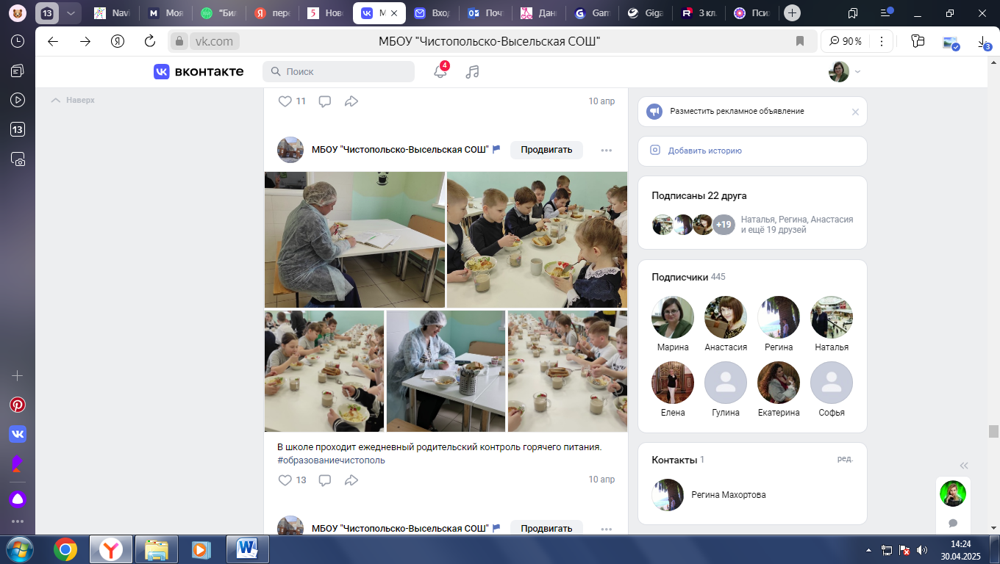 13
Navi
Моя
"Бил
Я
пере
5
Нов
М
Вход
Почт
Дан
Gam
Giga
3 кл
Пси
vk.com
МБОУ "Чистопольско-Высельская СОШ"
90 %
3
13
вконтакте
Поиск
4
Наверх
11
10 апр
Разместить рекламное объявление
МБОУ "Чистопольско-Высельская СОШ"
Продвигать
Добавить историю
Подписаны 22 друга
+19
Наталья, Регина, Анастасия
и ещё 19 друзей
Подписчики 445
Марина
Анастасия
Регина
Наталья
Елена
Гулина
Екатерина
Софья
В школе проходит ежедневный родительский контроль горячего питания.
#образованиечистополь
13
10 апр
Контакты 1
ред.
Регина Махортова
МБОУ "Чистопольско-Высельская СОШ"
Продвигать
14:24
30.04.2025